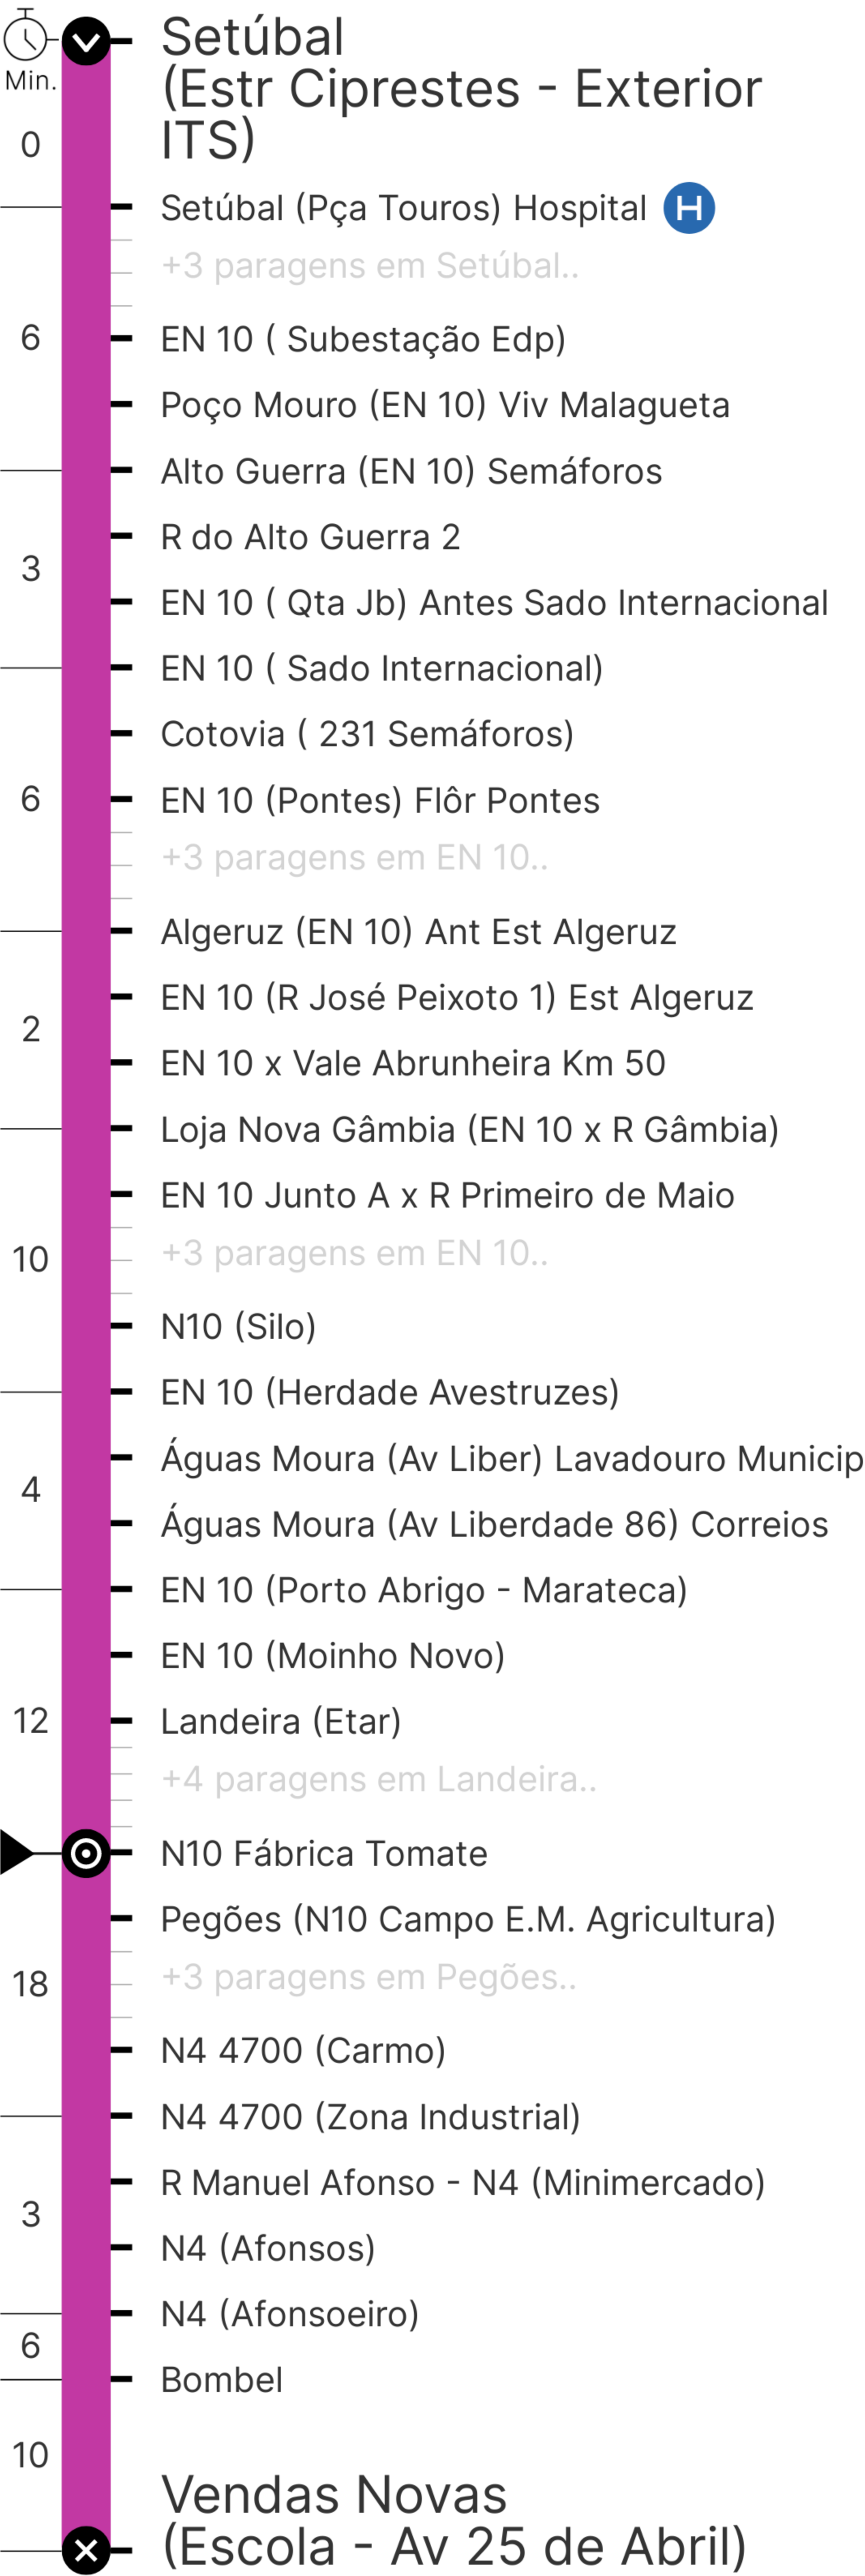 Setúbal
(Estr Ciprestes - Exterior
ITS)
Min.
0
Setúbal (Pça Touros) Hospital H
+3 paragens em Setúbal..
6
EN 10 ( Subestação Edp)
Poço Mouro (EN 10) Viv Malagueta
Alto Guerra (EN 10) Semáforos
R do Alto Guerra 2
3
EN 10 ( Qta Jb) Antes Sado Internacional
EN 10 ( Sado Internacional)
Cotovia ( 231 Semáforos)
6
EN 10 (Pontes) Flôr Pontes
+3 paragens em EN 10..
Algeruz (EN 10) Ant Est Algeruz
EN 10 (R José Peixoto 1) Est Algeruz
2
EN 10 x Vale Abrunheira Km 50
Loja Nova Gâmbia (EN 10 x R Gâmbia)
EN 10 Junto A x R Primeiro de Maio
+3 paragens em EN 10..
10
N10 (Silo)
EN 10 (Herdade Avestruzes)
Águas Moura (Av Liber) Lavadouro Municip
4
Águas Moura (Av Liberdade 86) Correios
EN 10 (Porto Abrigo - Marateca)
EN 10 (Moinho Novo)
12
Landeira (Etar)
+4 paragens em Landeira..
N10 Fábrica Tomate
Pegões (N10 Campo E.M. Agricultura)
+3 paragens em Pegões..
18
N4 4700 (Carmo)
N4 4700 (Zona Industrial)
R Manuel Afonso - N4 (Minimercado)
3
N4 (Afonsos)
N4 (Afonsoeiro)
6
Bombel
10
Vendas Novas
(Escola - Av 25 de Abril)